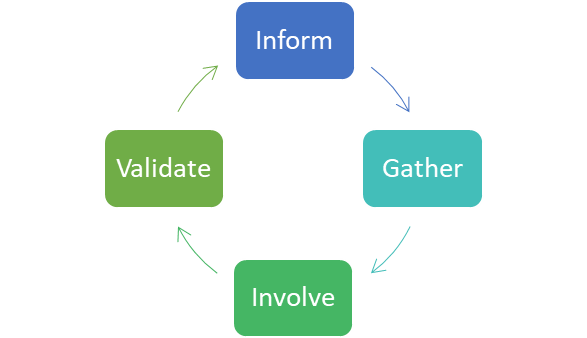 Inform
Gather
Involve
Validate